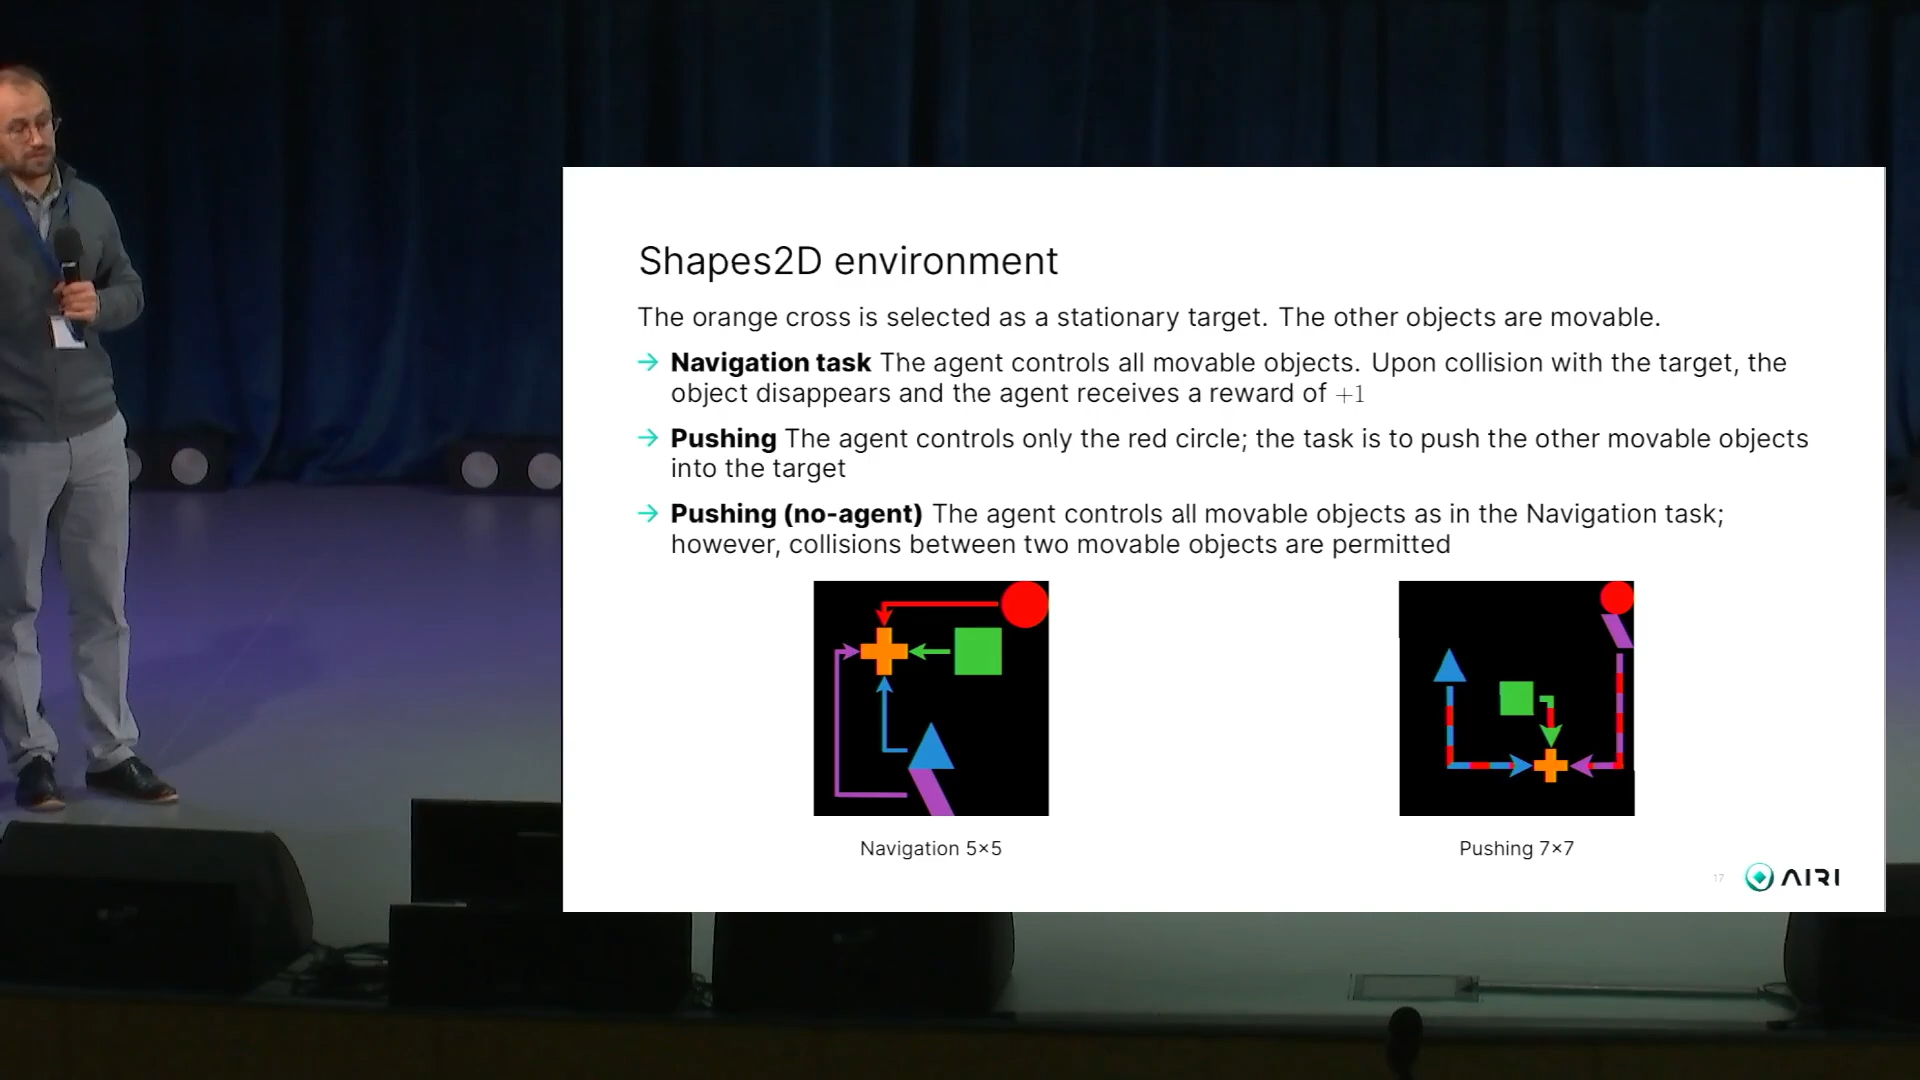 Shapes2D environment
The orange cross is selected as a stationary target. The other objects are movable.
→ Navigation task The agent controls all movable objects. Upon collision with the target, the
object disappears and the agent receives a reward of +1
→ Pushing The agent controls only the red circle; the task is to push the other movable objects
into the target
→ Pushing (no-agent) The agent controls all movable objects as in the Navigation task;
however, collisions between two movable objects are permitted
Navigation 5×5
Pushing 7×7
17
AIRI